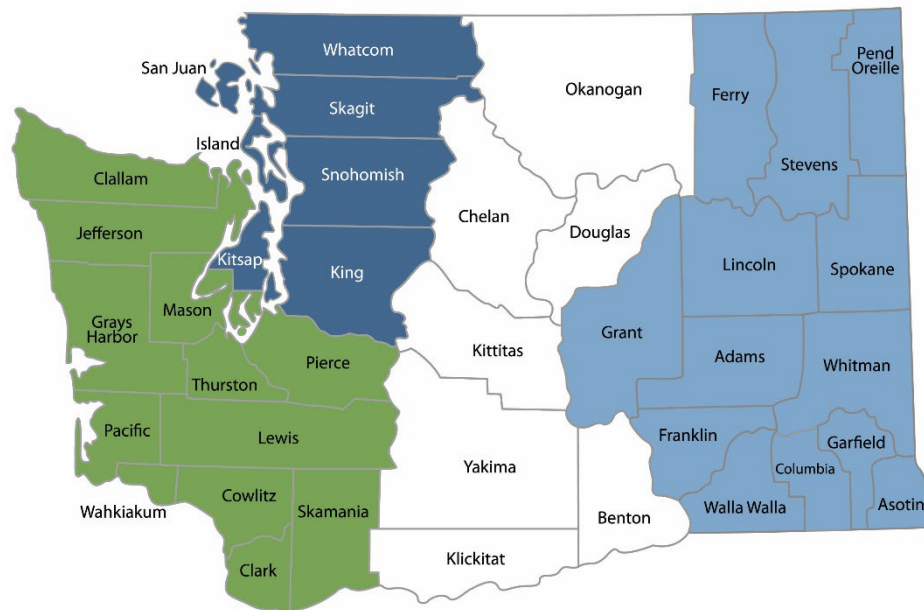 Whatcom
San Juan
Skagit
Island
Snohomish
Clallam
Jefferson
Kitsap
King
Mason
Grays
Harbor
Pierce
Thurston
Pacific
Lewis
Wahkiakum
Cowlitz
Skamania
Clark
Okanogan
Chelan
Douglas
Kittitas
Yakima
Benton
Klickitat
Ferry
Pend
Oreille
Stevens
Lincoln
Spokane
Grant
Adams
Whitman
Franklin
Garfield
Columbia
Walla Walla
Asotin